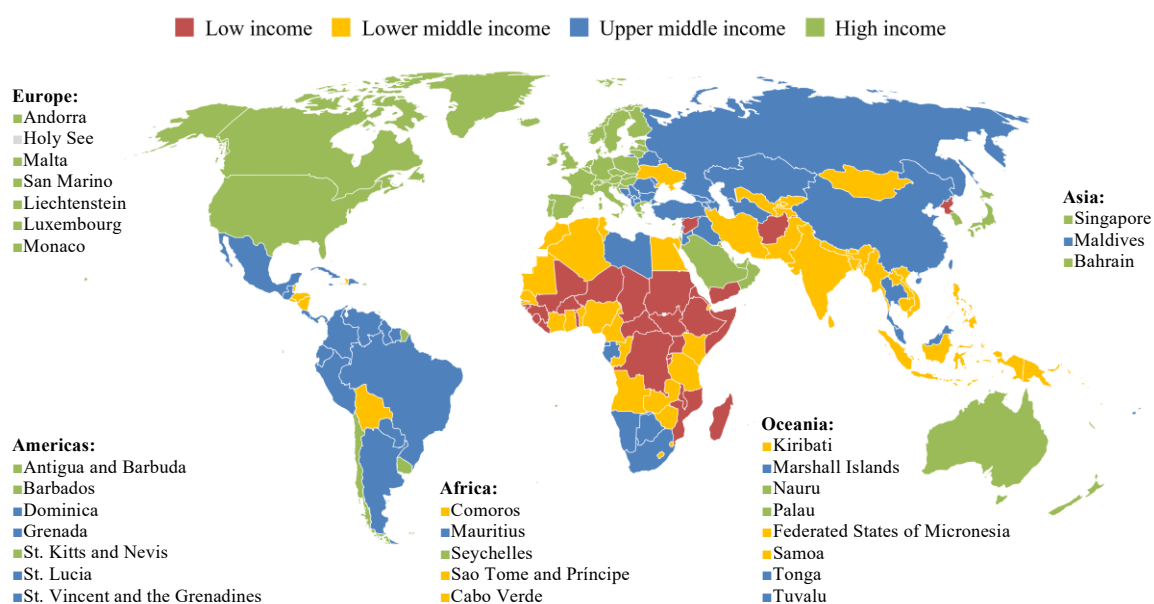 Low income Lower middle income Upper middle income High income
Europe:
Andorra
Holy See
Malta
San Marino
Liechtenstein
Luxembourg
Monaco
Asia:
Singapore
Maldives
Bahrain
Americas:
Antigua and Barbuda
Barbados
Dominica
Grenada
St. Kitts and Nevis
St. Lucia
St. Vincent and the Grenadines
Africa:
Comoros
Mauritius
Seychelles
Sao Tome and Príncipe
Cabo Verde
Oceania:
Kiribati
Marshall Islands
Nauru
Palau
Federated States of Micronesia
Samoa
Tonga
Tuvalu